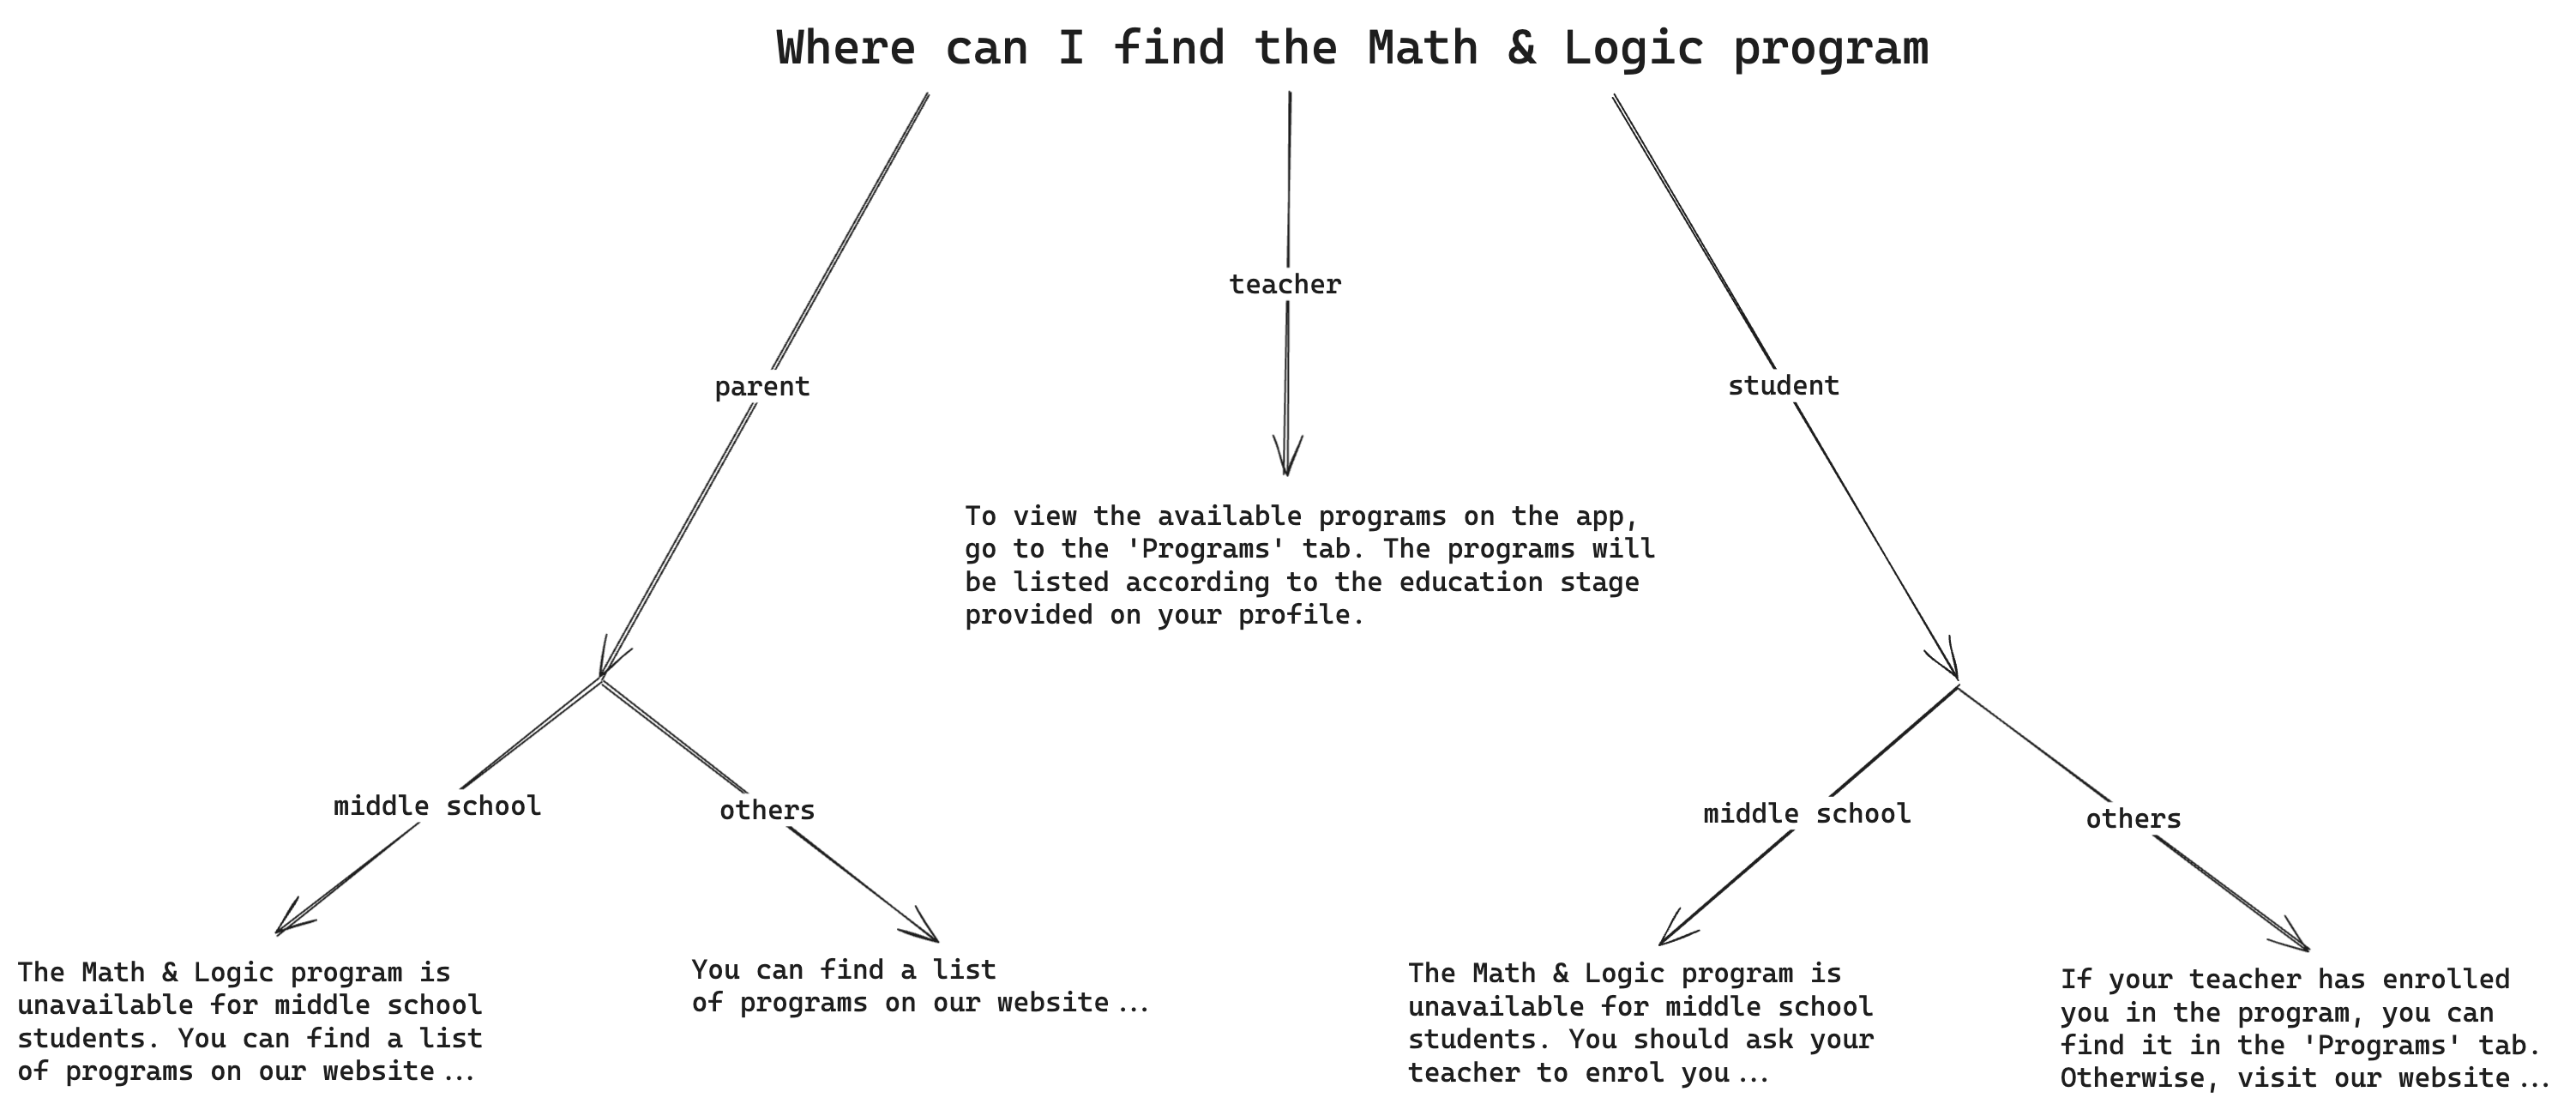 Where can I find the Math & Logic program
teacher
parent
student
To view the available programs on the app,
go to the 'Programs' tab. The programs will
be listed according to the education stage
provided on your profile.
middle school
others
middle school
others
The Math & Logic program is
unavailable for middle school
students. You can find a list
of programs on our website...
You can find a list
of programs on our website...
The Math & Logic program is
unavailable for middle school
students. You should ask your
teacher to enrol you...
If your teacher has enrolled
you in the program, you can
find it in the 'Programs' tab.
Otherwise, visit our website...